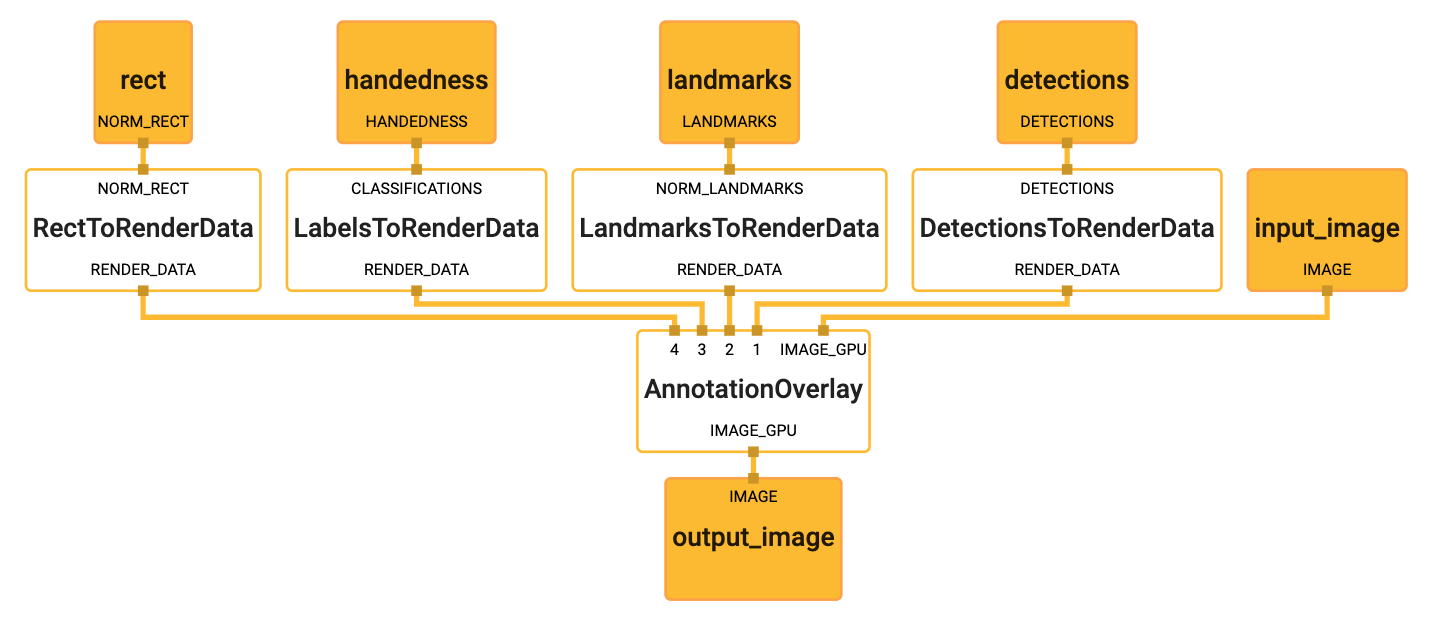 rect
NORM_RECT
handedness
HANDEDNESS
landmarks
LANDMARKS
detections
DETECTIONS
NORM_RECT
RectToRenderData
RENDER_DATA
CLASSIFICATIONS
LabelsToRenderData
RENDER_DATA
NORM_LANDMARKS
LandmarksToRenderData
RENDER_DATA
DETECTIONS
DetectionsToRenderData
RENDER_DATA
input_image
IMAGE
4 3 2 1 IMAGE_GPU
AnnotationOverlay
IMAGE_GPU
IMAGE
output_image